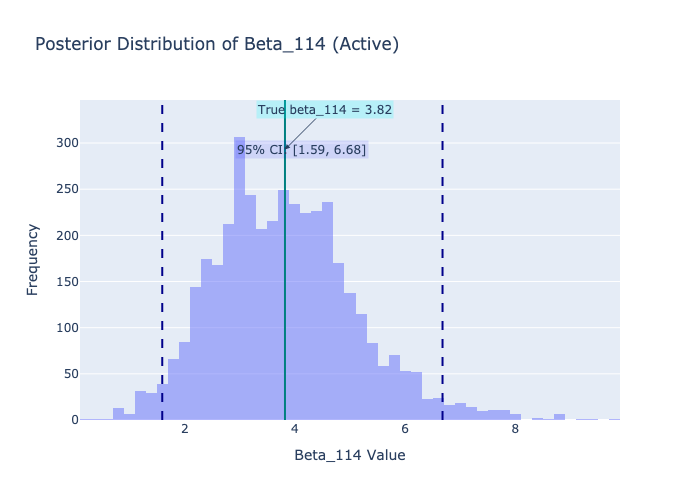 Posterior Distribution of Beta_114 (Active)
True beta_114 = 3.82
95% CI: [1.59, 6.68]
300
250
200
150
100
50
0
Frequency
2
4
6
8
Beta_114 Value